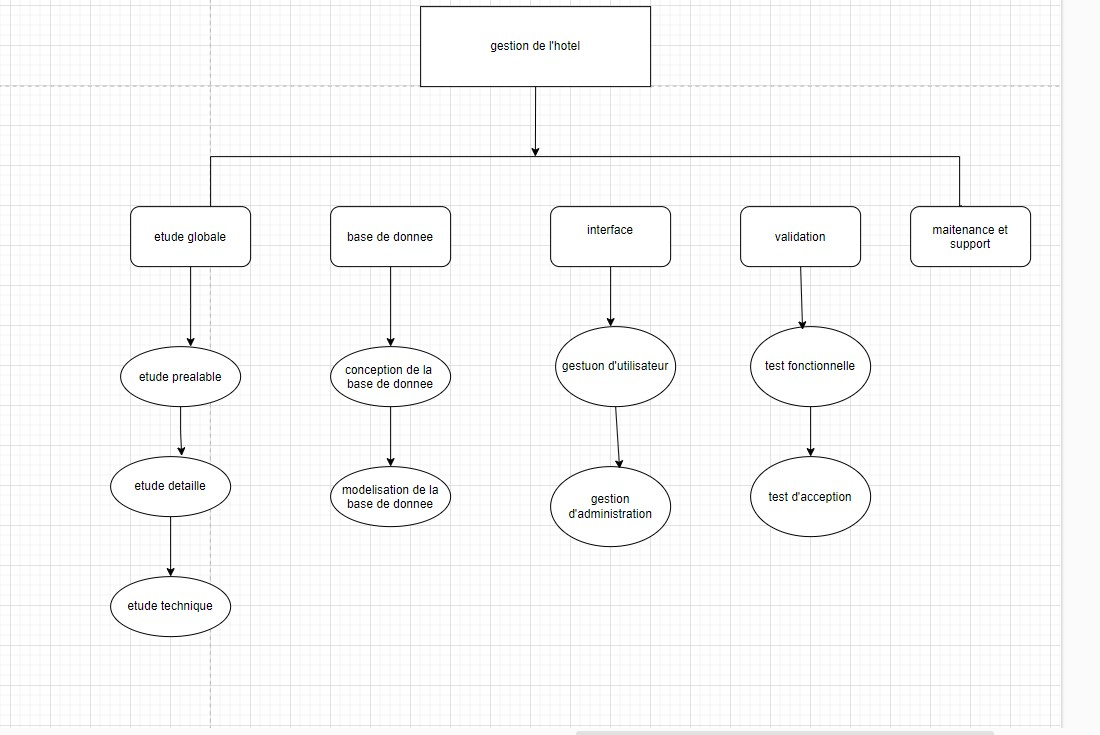 gestion de l'hotel
etude globale
base de donnee
interface
validation
maitenance et
support
etude prealable
conception de la
base de donnee
gestuon d'utilisateur
test fonctionnelle
etude detaille
modelisation de la
base de donnee
gestion
d'administration
test d'acception
etude technique